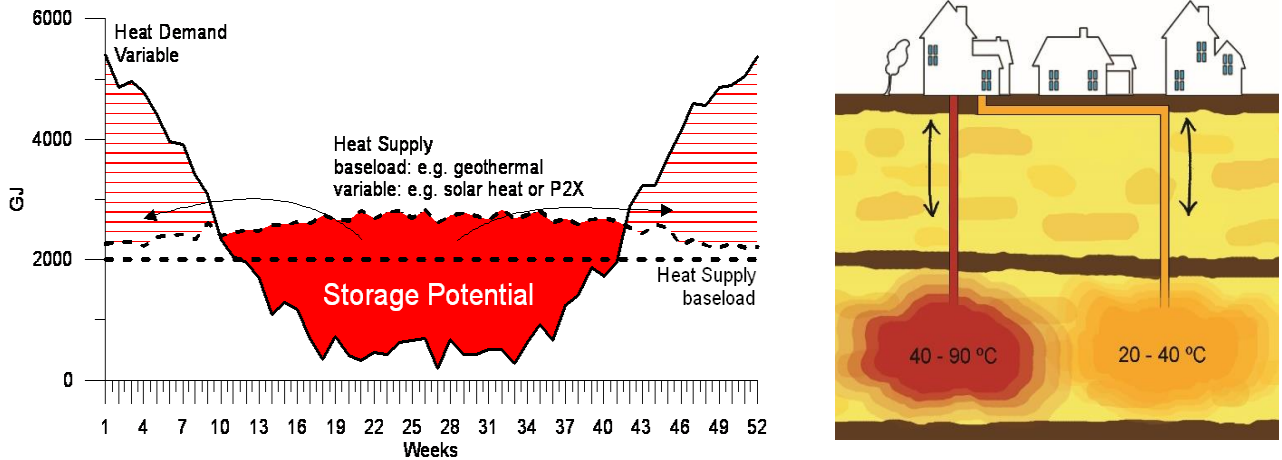 6000
4000
2000
0
GJ
Heat Demand
Variable
Heat Supply
baseload: e.g. geothermal
variable: e.g. solar heat or P2X
Heat Supply
baseload
Storage Potential
1 4 7 10 13 16 19 22 25 28 31 34 37 40 43 46 49 52
Weeks
40 - 90 ºC
20 - 40 ºC